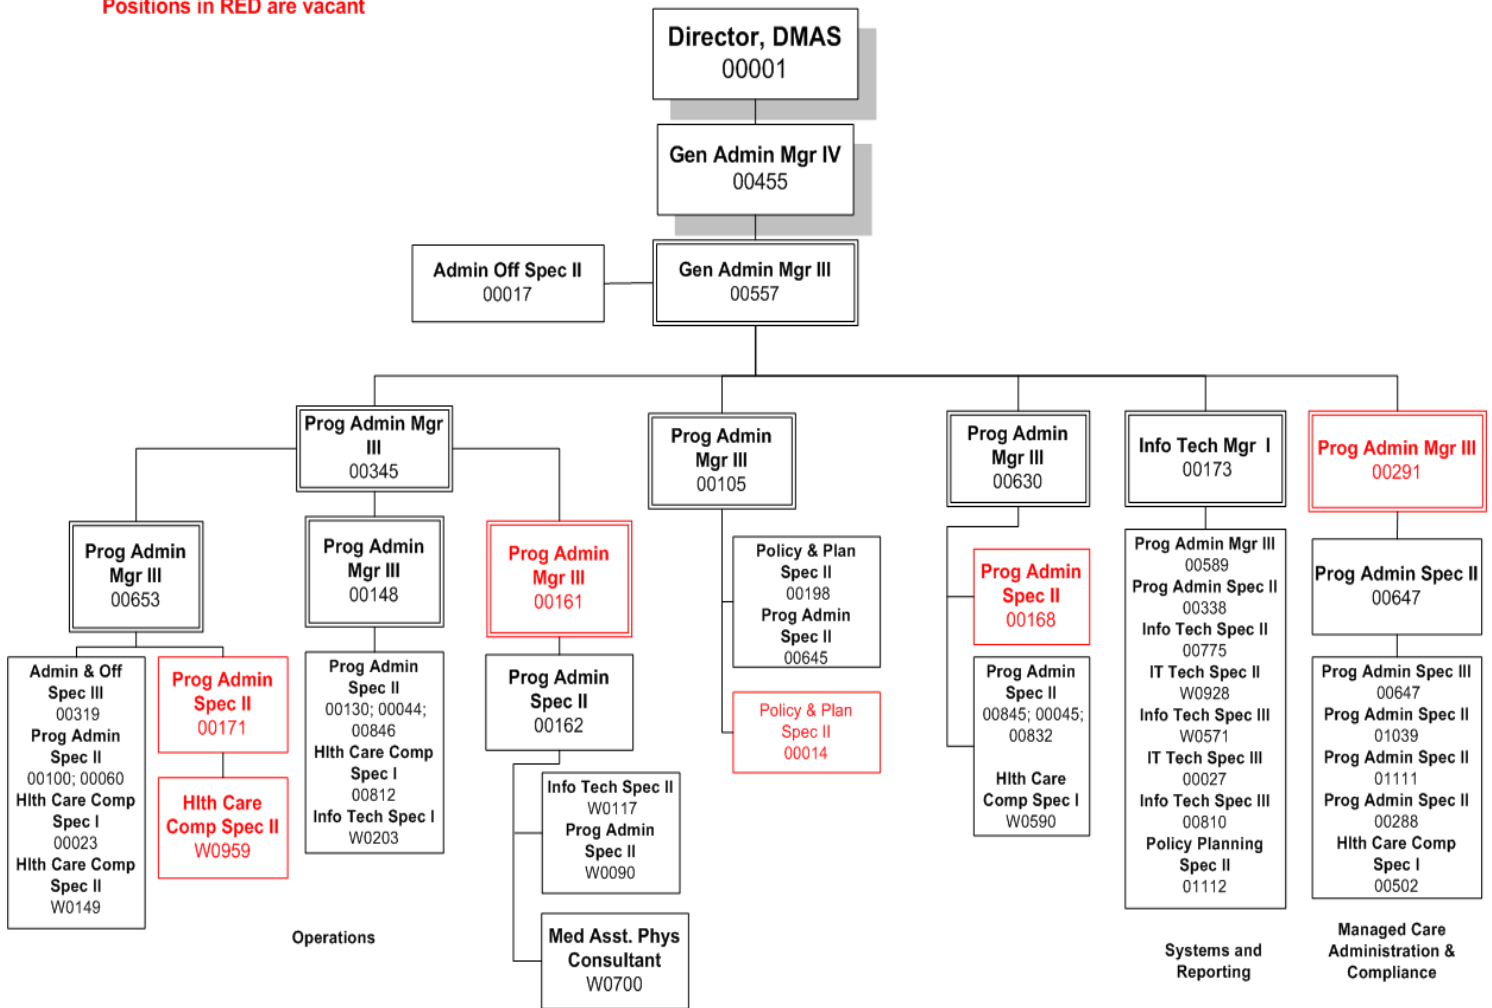 Positions in RED are vacant
Director, DMAS
00001
Gen Admin Mgr IV
00455
Admin Off Spec II
00017
Gen Admin Mgr III
00557
Prog Admin Mgr
III
00345
Prog Admin
Mgr III
00105
Prog Admin
Mgr III
00630
Info Tech Mgr I
00173
Prog Admin Mgr III
00291
Prog Admin
Mgr III
00653
Prog Admin
Mgr III
00148
Prog Admin
Mgr III
00161
Admin & Off
Spec III
00319
Prog Admin
Spec II
00100; 00060
Hlth Care Comp
Spec I
00023
Hlth Care Comp
Spec II
W0149
Prog Admin
Spec II
00171
Hlth Care
Comp Spec II
W0959
Prog Admin
Spec II
00130; 00044;
00846
Hlth Care Comp
Spec I
00812
Info Tech Spec I
W0203
Prog Admin
Spec II
00162
Info Tech Spec II
W0117
Prog Admin
Spec II
W0090
Med Asst. Phys
Consultant
W0700
Policy & Plan
Spec II
00198
Prog Admin
Spec II
00645
Policy & Plan
Spec II
00014
Prog Admin
Spec II
00168
Prog Admin
Spec II
00845; 00045;
00832
Hlth Care
Comp Spec I
W0590
Prog Admin Mgr III
00589
Prog Admin Spec II
00338
Info Tech Spec II
00775
IT Tech Spec II
W0928
Info Tech Spec III
W0571
IT Tech Spec III
00027
Info Tech Spec III
00810
Policy Planning
Spec II
01112
Prog Admin Spec II
00647
Prog Admin Spec III
00647
Prog Admin Spec II
01039
Prog Admin Spec II
01111
Prog Admin Spec II
00288
Hlth Care Comp
Spec I
00502
Operations
Systems and
Reporting
Managed Care
Administration &
Compliance